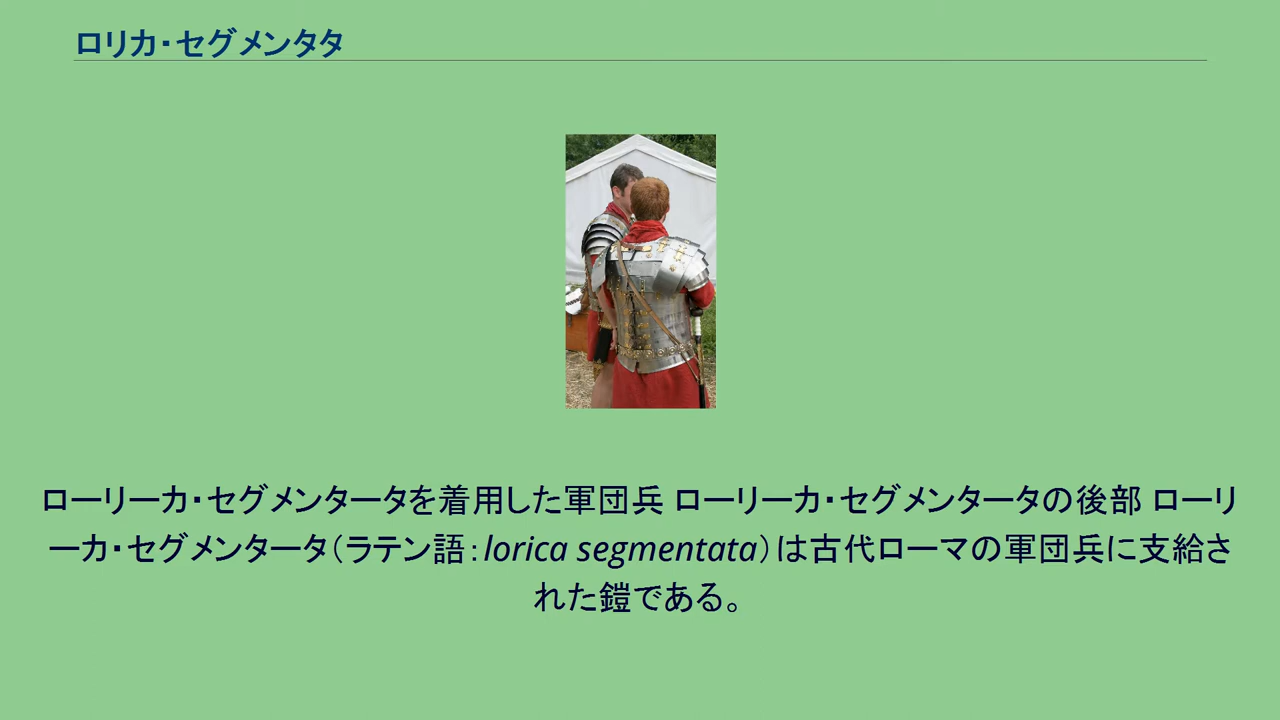 ロリカ・セグメンタタ
ローリーカ・セグメンタータを着用した軍団兵 ローリーカ・セグメンタータの後部 ローリ
ーカ・セグメンタータ（ラテン語：lorica segmentata）は古代ローマの軍団兵に支給さ
れた鎧である。